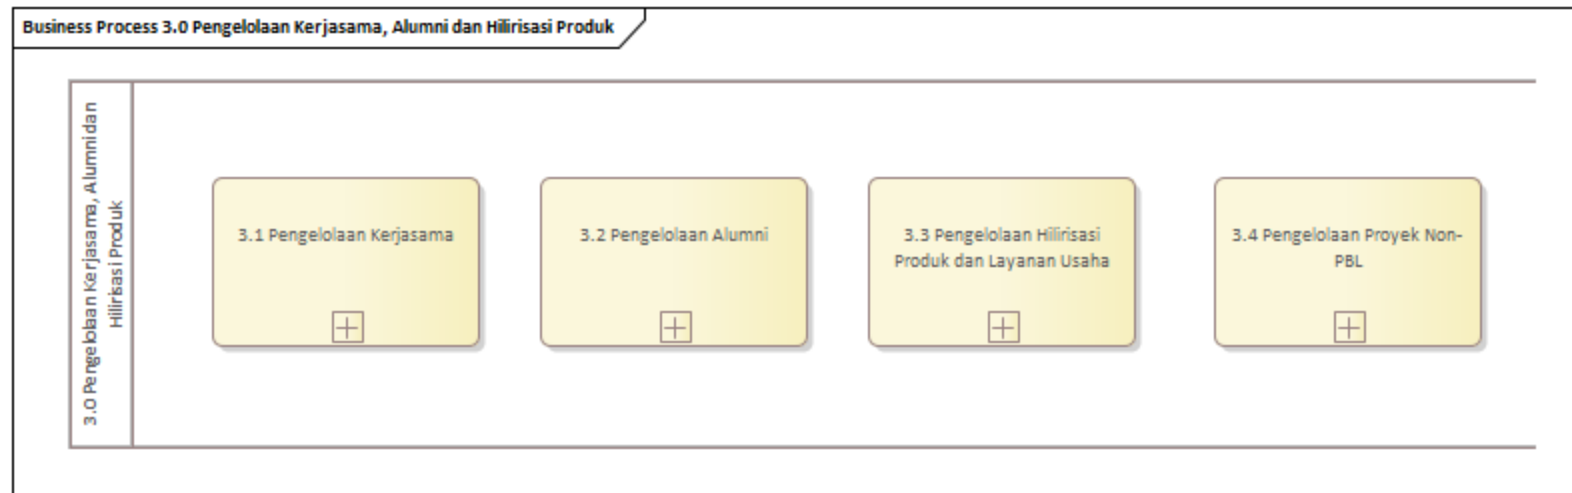 Business Process 3.0 Pengelolaan Kerjasama, Alumni dan Hilirisasi Produk
3.0 Pengelolaan Kerjasama, Alumni dan
Hilirisasi Produk
3.1 Pengelolaan Kerjasama
3.2 Pengelolaan Alumni
3.3 Pengelolaan Hilirisasi
Produk dan Layanan Usaha
3.4 Pengelolaan Proyek Non-
PBL